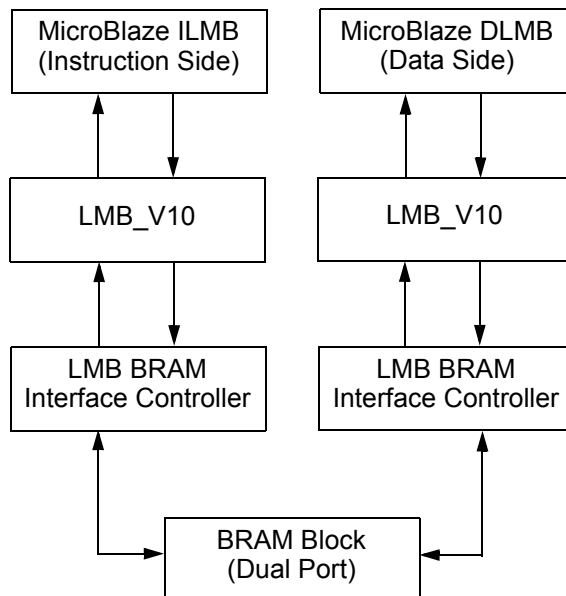 MicroBlaze ILMB
(Instruction Side)
MicroBlaze DLMB
(Data Side)
LMB_V10
LMB_V10
LMB BRAM
Interface Controller
LMB BRAM
Interface Controller
BRAM Block
(Dual Port)